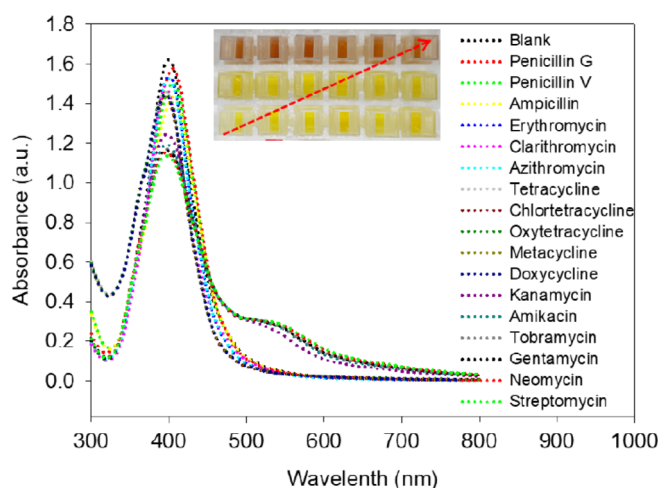 Absorbance (a.u.)
1.8
1.6
1.4
1.2
1.0
0.8
0.6
0.4
0.2
0.0
300 400 500 600 700 800 900 1000
Wavelenth (nm)
Blank
Penicillin G
Penicillin V
Ampicillin
Erythromycin
Clarithromycin
Azithromycin
Tetracycline
Chlortetracycline
Oxytetracycline
Metacycline
Doxycycline
Kanamycin
Amikacin
Tobramycin
Gentamycin
Neomycin
Streptomycin